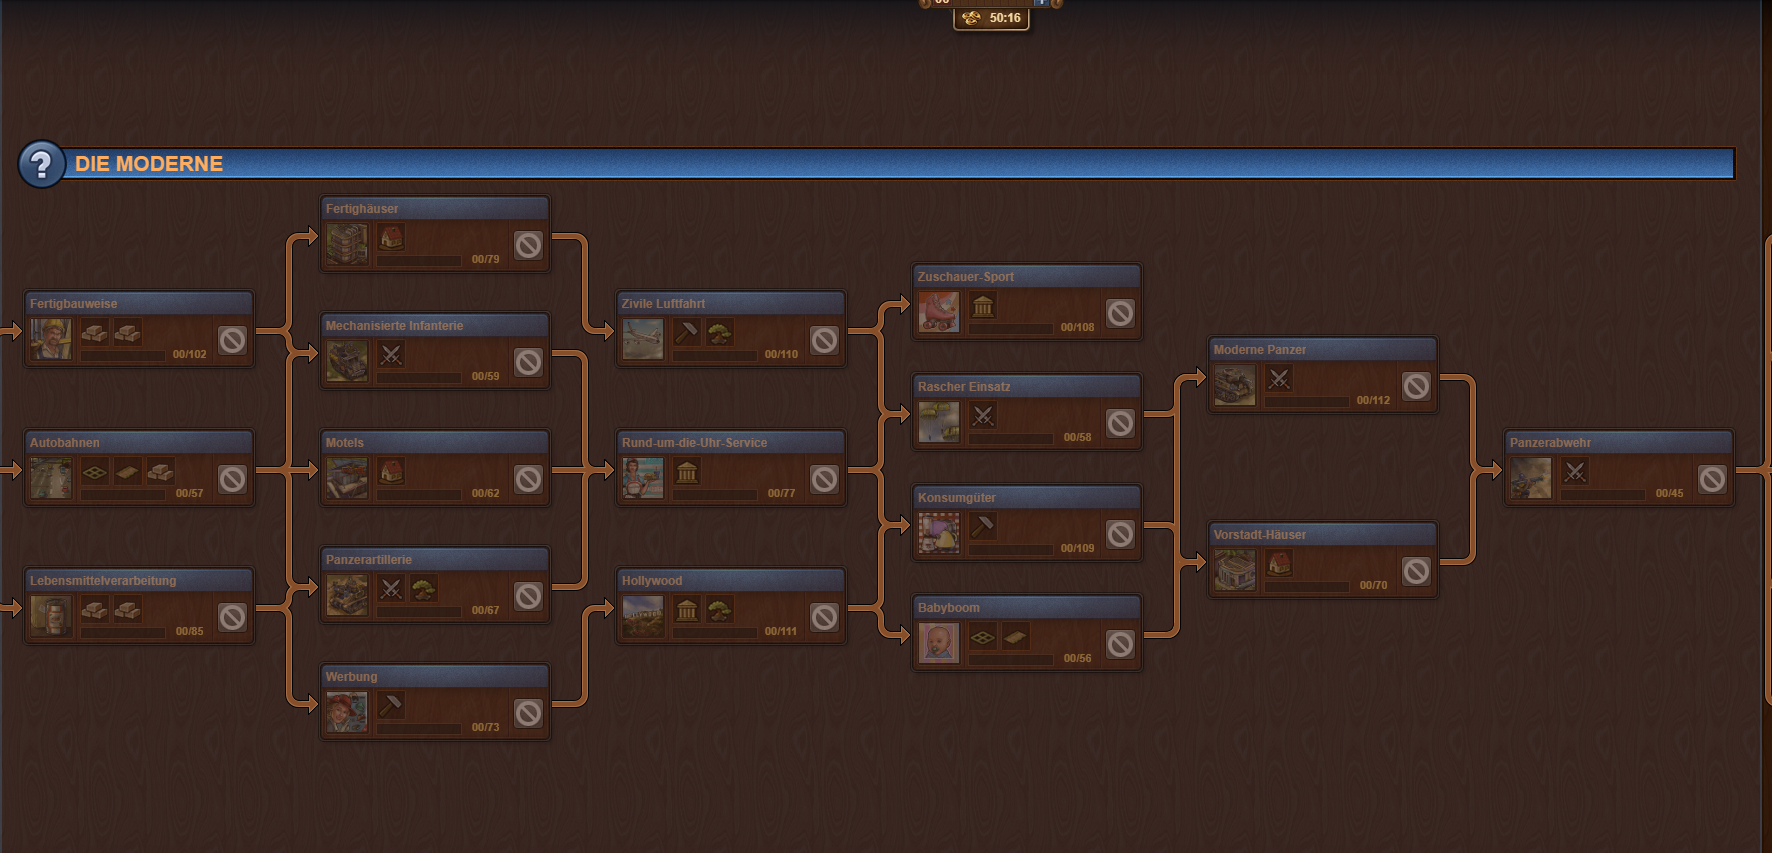 50:16
?
DIE MODERNE
Fertigbauweise
00/102
Autobahnen
00/57
Lebensmittelverarbeitung
00/85
Fertighäuser
00/79
Mechanisierte Infanterie
00/59
Motels
00/62
Panzerartillerie
00/67
Werbung
00/73
Zivile Luftfahrt
00/110
Rund-um-die-Uhr-Service
00/77
Hollywood
00/111
Zuschauer-Sport
00/108
Rascher Einsatz
00/58
Konsumgüter
00/109
Babyboom
00/56
Moderne Panzer
00/112
Vorstadt-Häuser
00/70
Panzerabwehr
00/45